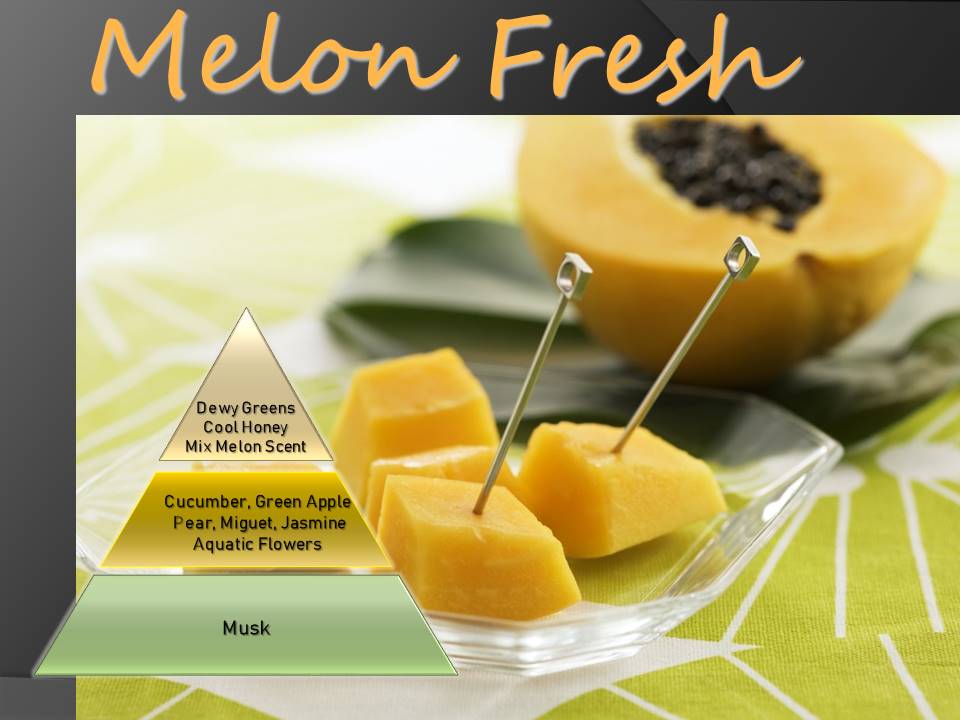 Melon Fresh
Dewy Greens
Cool Honey
Mix Melon Scent
Cucumber, Green Apple
Pear, Miguet, Jasmine
Aquatic Flowers
Musk